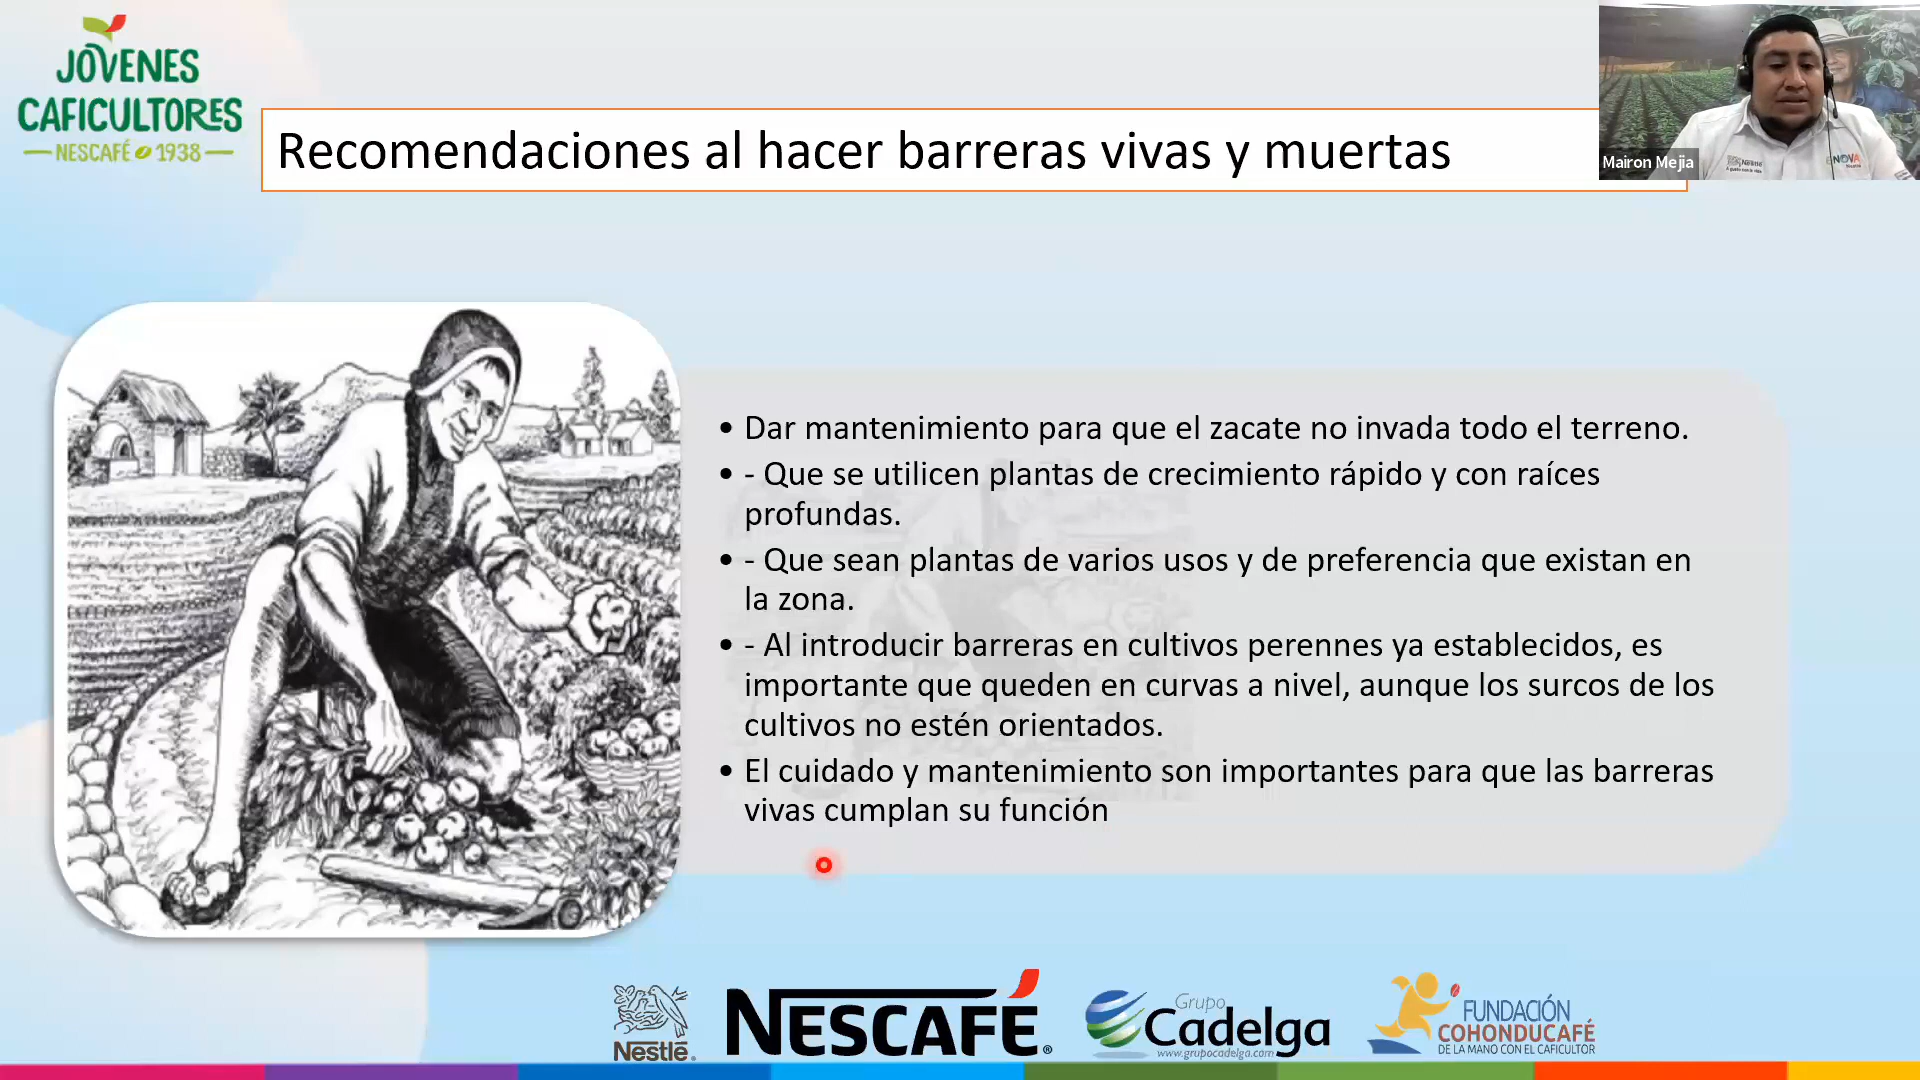 JÓVENES
CAFICULTORES
NESCAFÉ 1938
Recomendaciones al hacer barreras vivas y muertas
Mairon Mejia
Nestlé
NOVA
• Dar mantenimiento para que el zacate no invada todo el terreno.
• - Que se utilicen plantas de crecimiento rápido y con raíces
profundas.
• - Que sean plantas de varios usos y de preferencia que existan en
la zona.
• - Al introducir barreras en cultivos perennes ya establecidos, es
importante que queden en curvas a nivel, aunque los surcos de los
cultivos no estén orientados.
• El cuidado y mantenimiento son importantes para que las barreras
vivas cumplan su función
Nestlé.
NESCAFÉ®
Grupo
Cadelga
www.grupocadelga.com
FUNDACIÓN
COHONDUCAFÉ
DE LA MANO CON EL CAFICULTOR